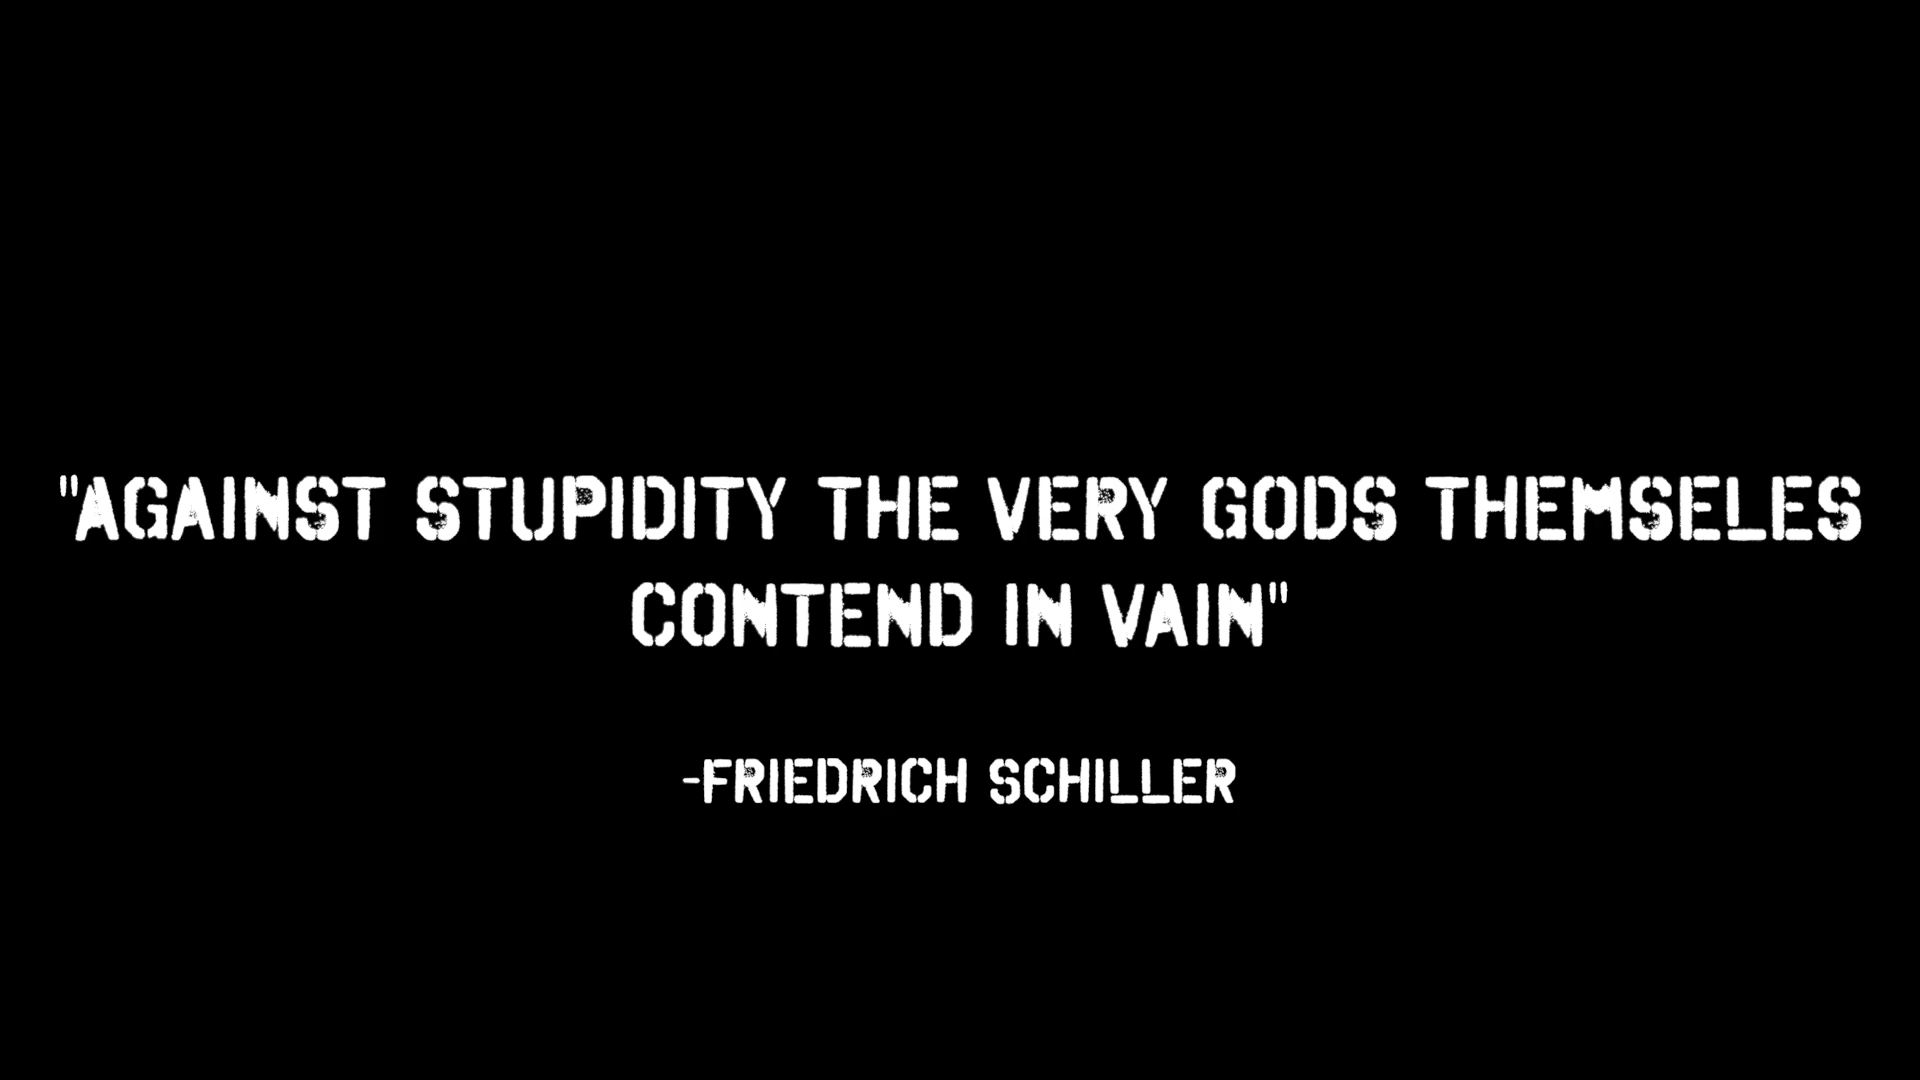 "AGAINST STUPIDITY THE VERY GODS THEMSELES
CONTEND IN VAIN"
-FRIEDRICH SCHILLER